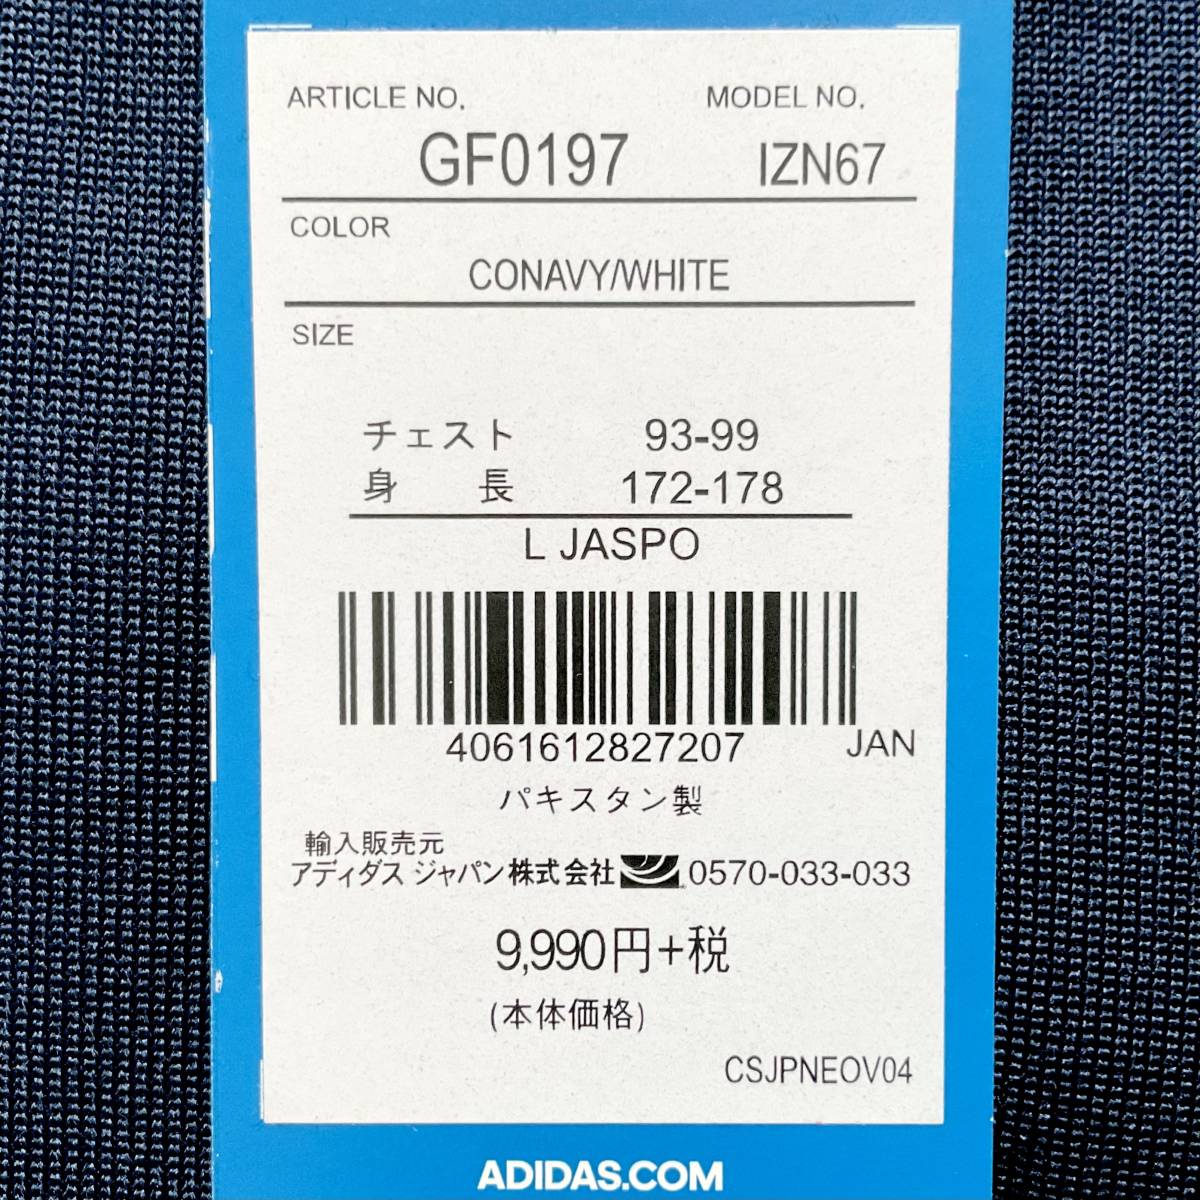 ARTICLE NO. MODEL NO.
GF0197 IZN67
COLOR
CONAVY/WHITE
SIZE
チェスト 93-99
身 長 172-178
L JASPO
4061612827207 JAN
パキスタン製
輸入販売元
アディダス ジャパン株式会社 0570-033-033
9,990円+税
(本体価格)
CSJPNEOV04
ADIDAS.COM